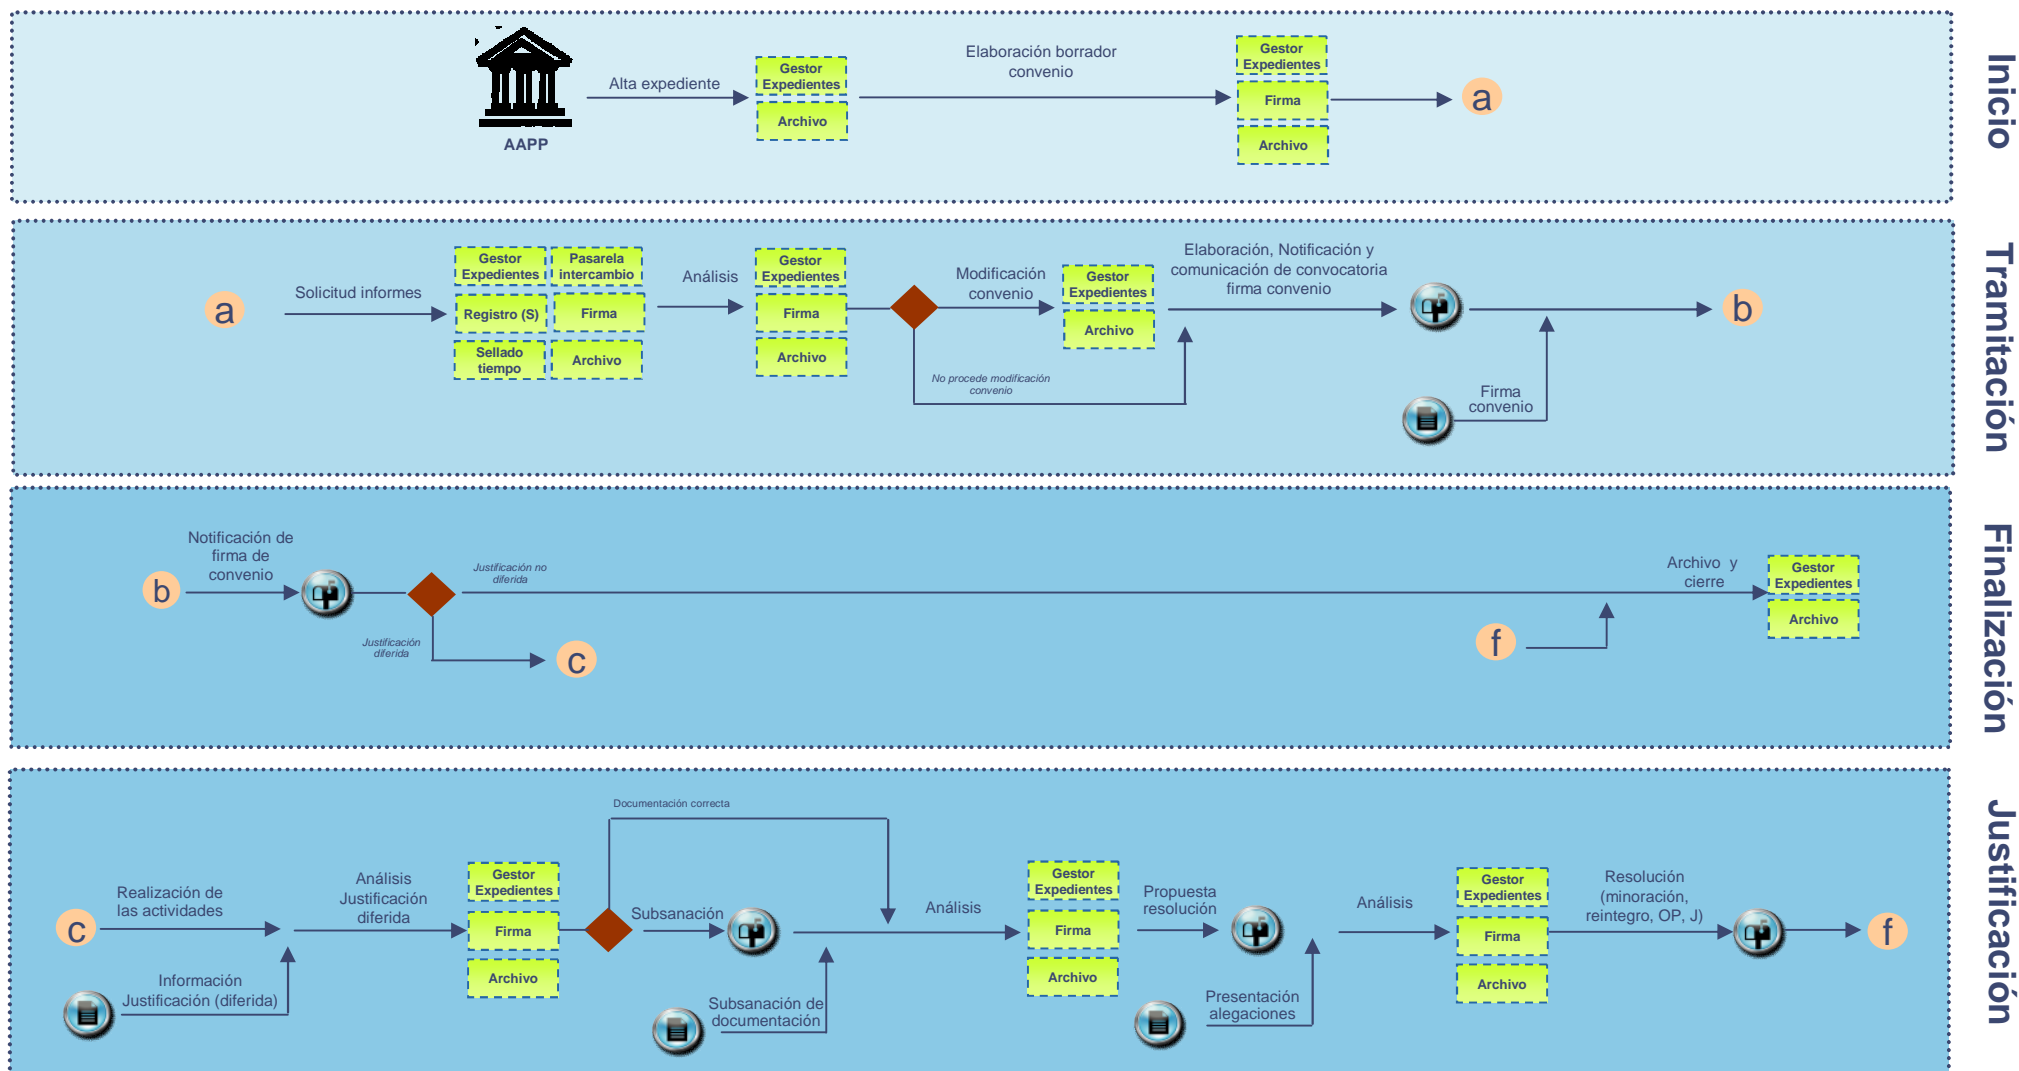 Inicio
AAPP
Alta expediente
Gestor
Expedientes
Archivo
Elaboración borrador
convenio
Gestor
Expedientes
Firma
Archivo
a
Tramitación
a
Solicitud informes
Gestor
Expedientes
Pasarela
intercambio
Registro (S)
Firma
Sellado
tiempo
Archivo
Análisis
Gestor
Expedientes
Firma
Archivo
Modificación
convenio
No procede modificación
convenio
Gestor
Expedientes
Archivo
Elaboración, Notificación y
comunicación de convocatoria
firma convenio
Firma
convenio
b
Finalización
b
Notificación de
firma de
convenio
Justificación no
diferida
Justificación
diferida
c
f
Archivo y
cierre
Gestor
Expedientes
Archivo
Justificación
c
Realización de
las actividades
Información
Justificación (diferida)
Análisis
Justificación
diferida
Gestor
Expedientes
Firma
Archivo
Documentación correcta
Subsanación
Subsanación de
documentación
Análisis
Gestor
Expedientes
Firma
Archivo
Propuesta
resolución
Presentación
alegaciones
Análisis
Gestor
Expedientes
Firma
Archivo
Resolución
(minoración,
reintegro, OP, J)
f